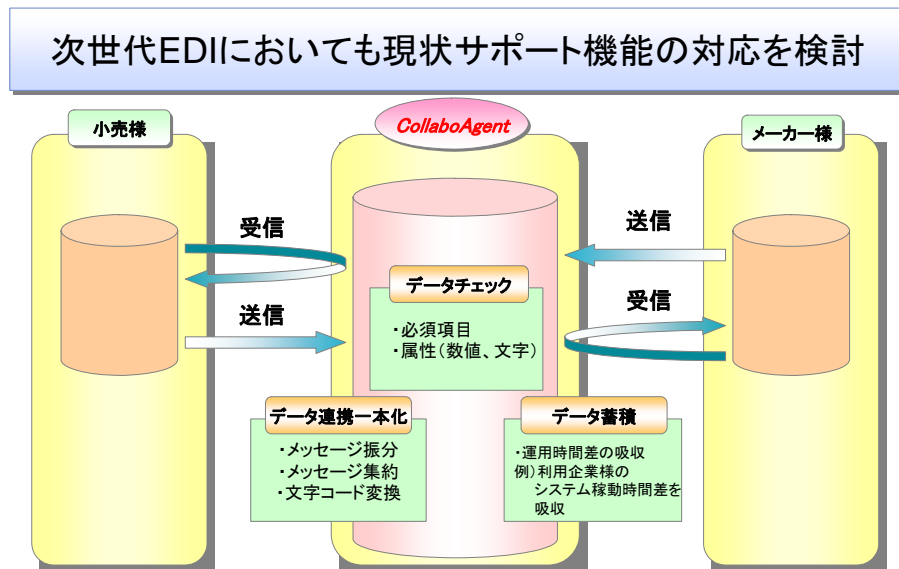 次世代EDIにおいても現状サポート機能の対応を検討
小売様
CollaboAgent
メーカー様
受信
送信
送信
受信
データチェック
・必須項目
・属性(数値、文字)
データ連携一本化
・メッセージ振分
・メッセージ集約
・文字コード変換
データ蓄積
・運用時間差の吸収
例)利用企業様の
システム稼動時間差を
吸収